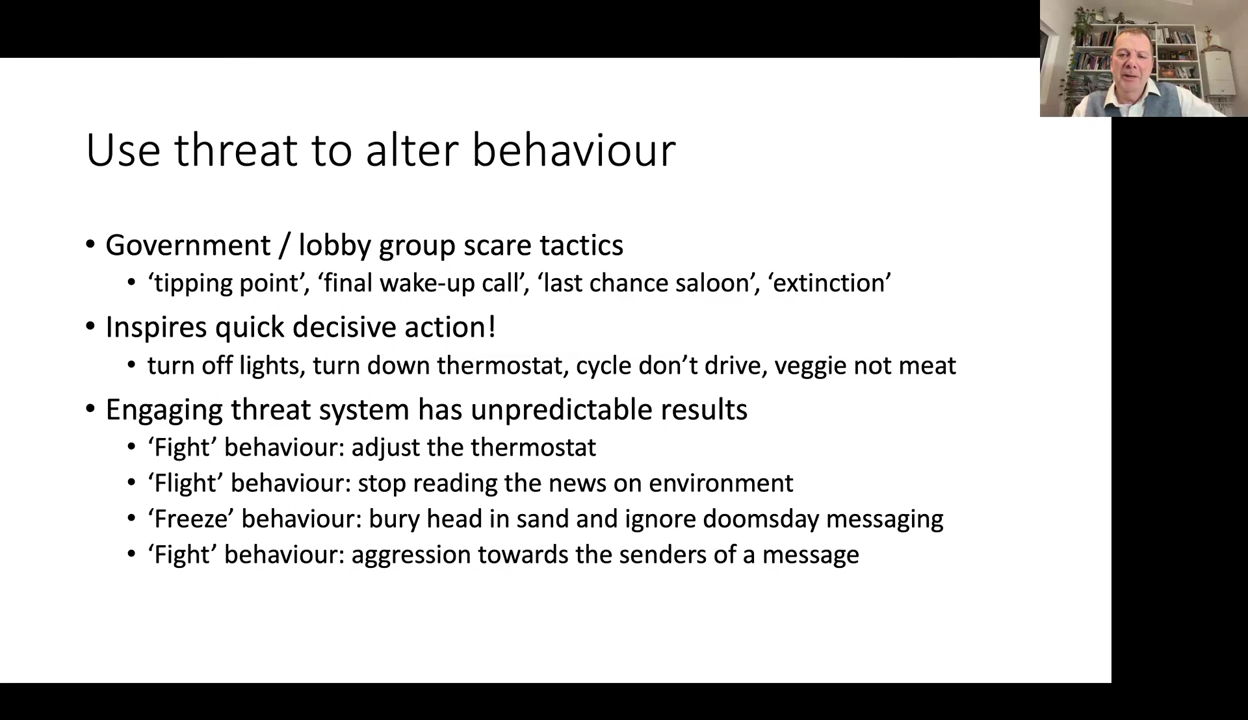 Use threat to alter behaviour
• Government / lobby group scare tactics
• ‘tipping point’, ‘final wake-up call’, ‘last chance saloon’, ‘extinction’
• Inspires quick decisive action!
• turn off lights, turn down thermostat, cycle don’t drive, veggie not meat
• Engaging threat system has unpredictable results
• ‘Fight’ behaviour: adjust the thermostat
• ‘Flight’ behaviour: stop reading the news on environment
• ‘Freeze’ behaviour: bury head in sand and ignore doomsday messaging
• ‘Fight’ behaviour: aggression towards the senders of a message